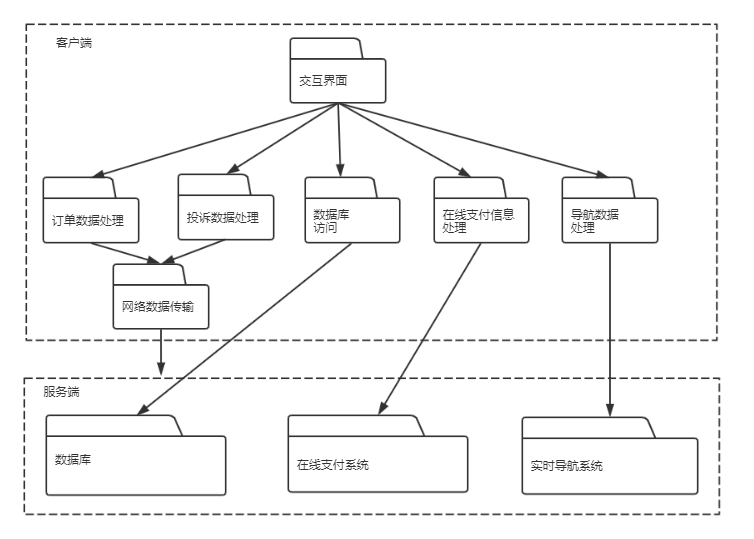 客户端
交互界面
订单数据处理
投诉数据处理
数据库
访问
在线支付信息
处理
导航数据
处理
网络数据传输
服务端
数据库
在线支付系统
实时导航系统